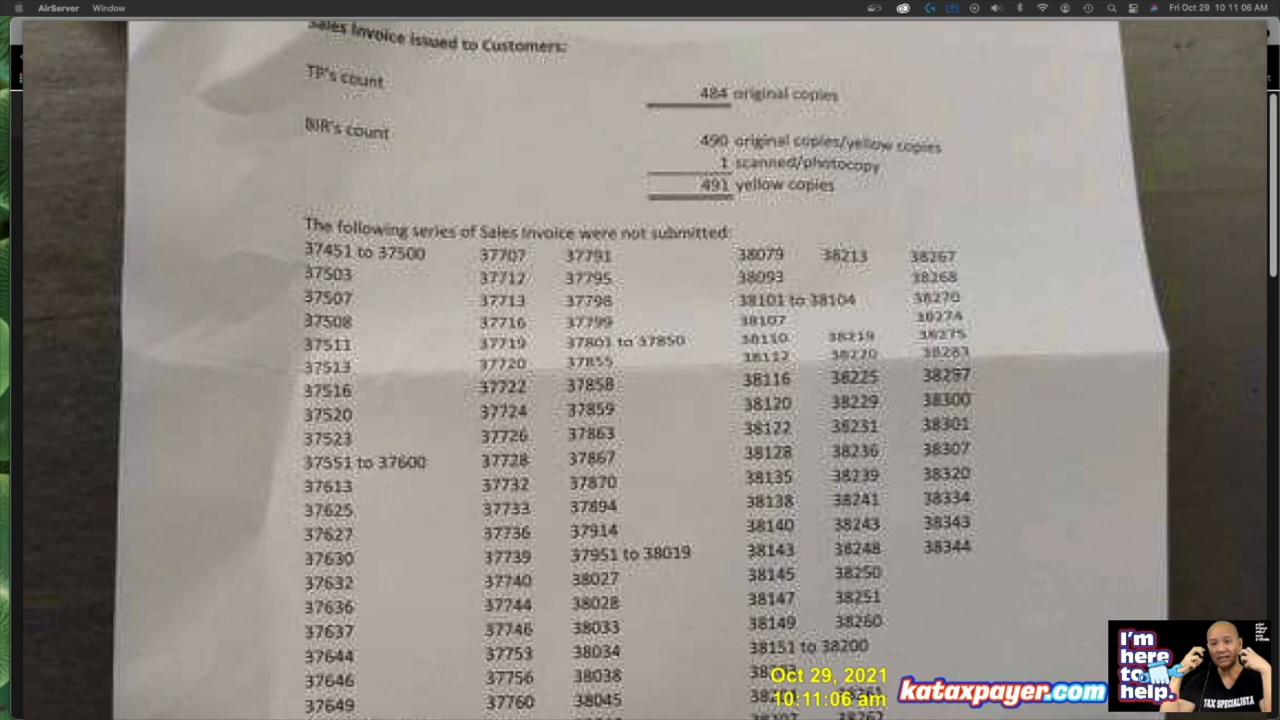 AirServer Window Fri Oct 29 10 11 06 AM
Sales Invoice issued to Customers:
TP's count
484 original copies
BIR's count
490 original copies/yellow copies
1 scanned/photocopy
491 yellow copies
The following series of Sales Invoice were not submitted:
37451 to 37500 37707 37791 38079 38213 38267
37503 37712 37795 38093 38268
37507 37713 37798 38101 to 38104 38270
37508 37716 37799 38107 38274
37511 37719 37801 to 37850 38110 38219 38275
37513 37720 37855 38112 38220 38283
37516 37722 37858 38116 38225 38297
37520 37724 37859 38120 38229 38300
37523 37726 37863 38122 38231 38301
37551 to 37600 37728 37867 38128 38236 38307
37613 37732 37870 38135 38239 38320
37625 37733 37894 38138 38241 38334
37627 37736 37914 38140 38243 38343
37630 37739 37951 to 38019 38143 38248 38344
37632 37740 38027 38145 38250
37636 37744 38028 38147 38251
37637 37746 38033 38149 38260
37644 37753 38034 38151 to 38200
37646 37756 38038
37649 37760 38045
Oct 29, 2021
10:11:06 am
kataxpayer.com
I'm
here
to
help.
TAX SPECIALISTA